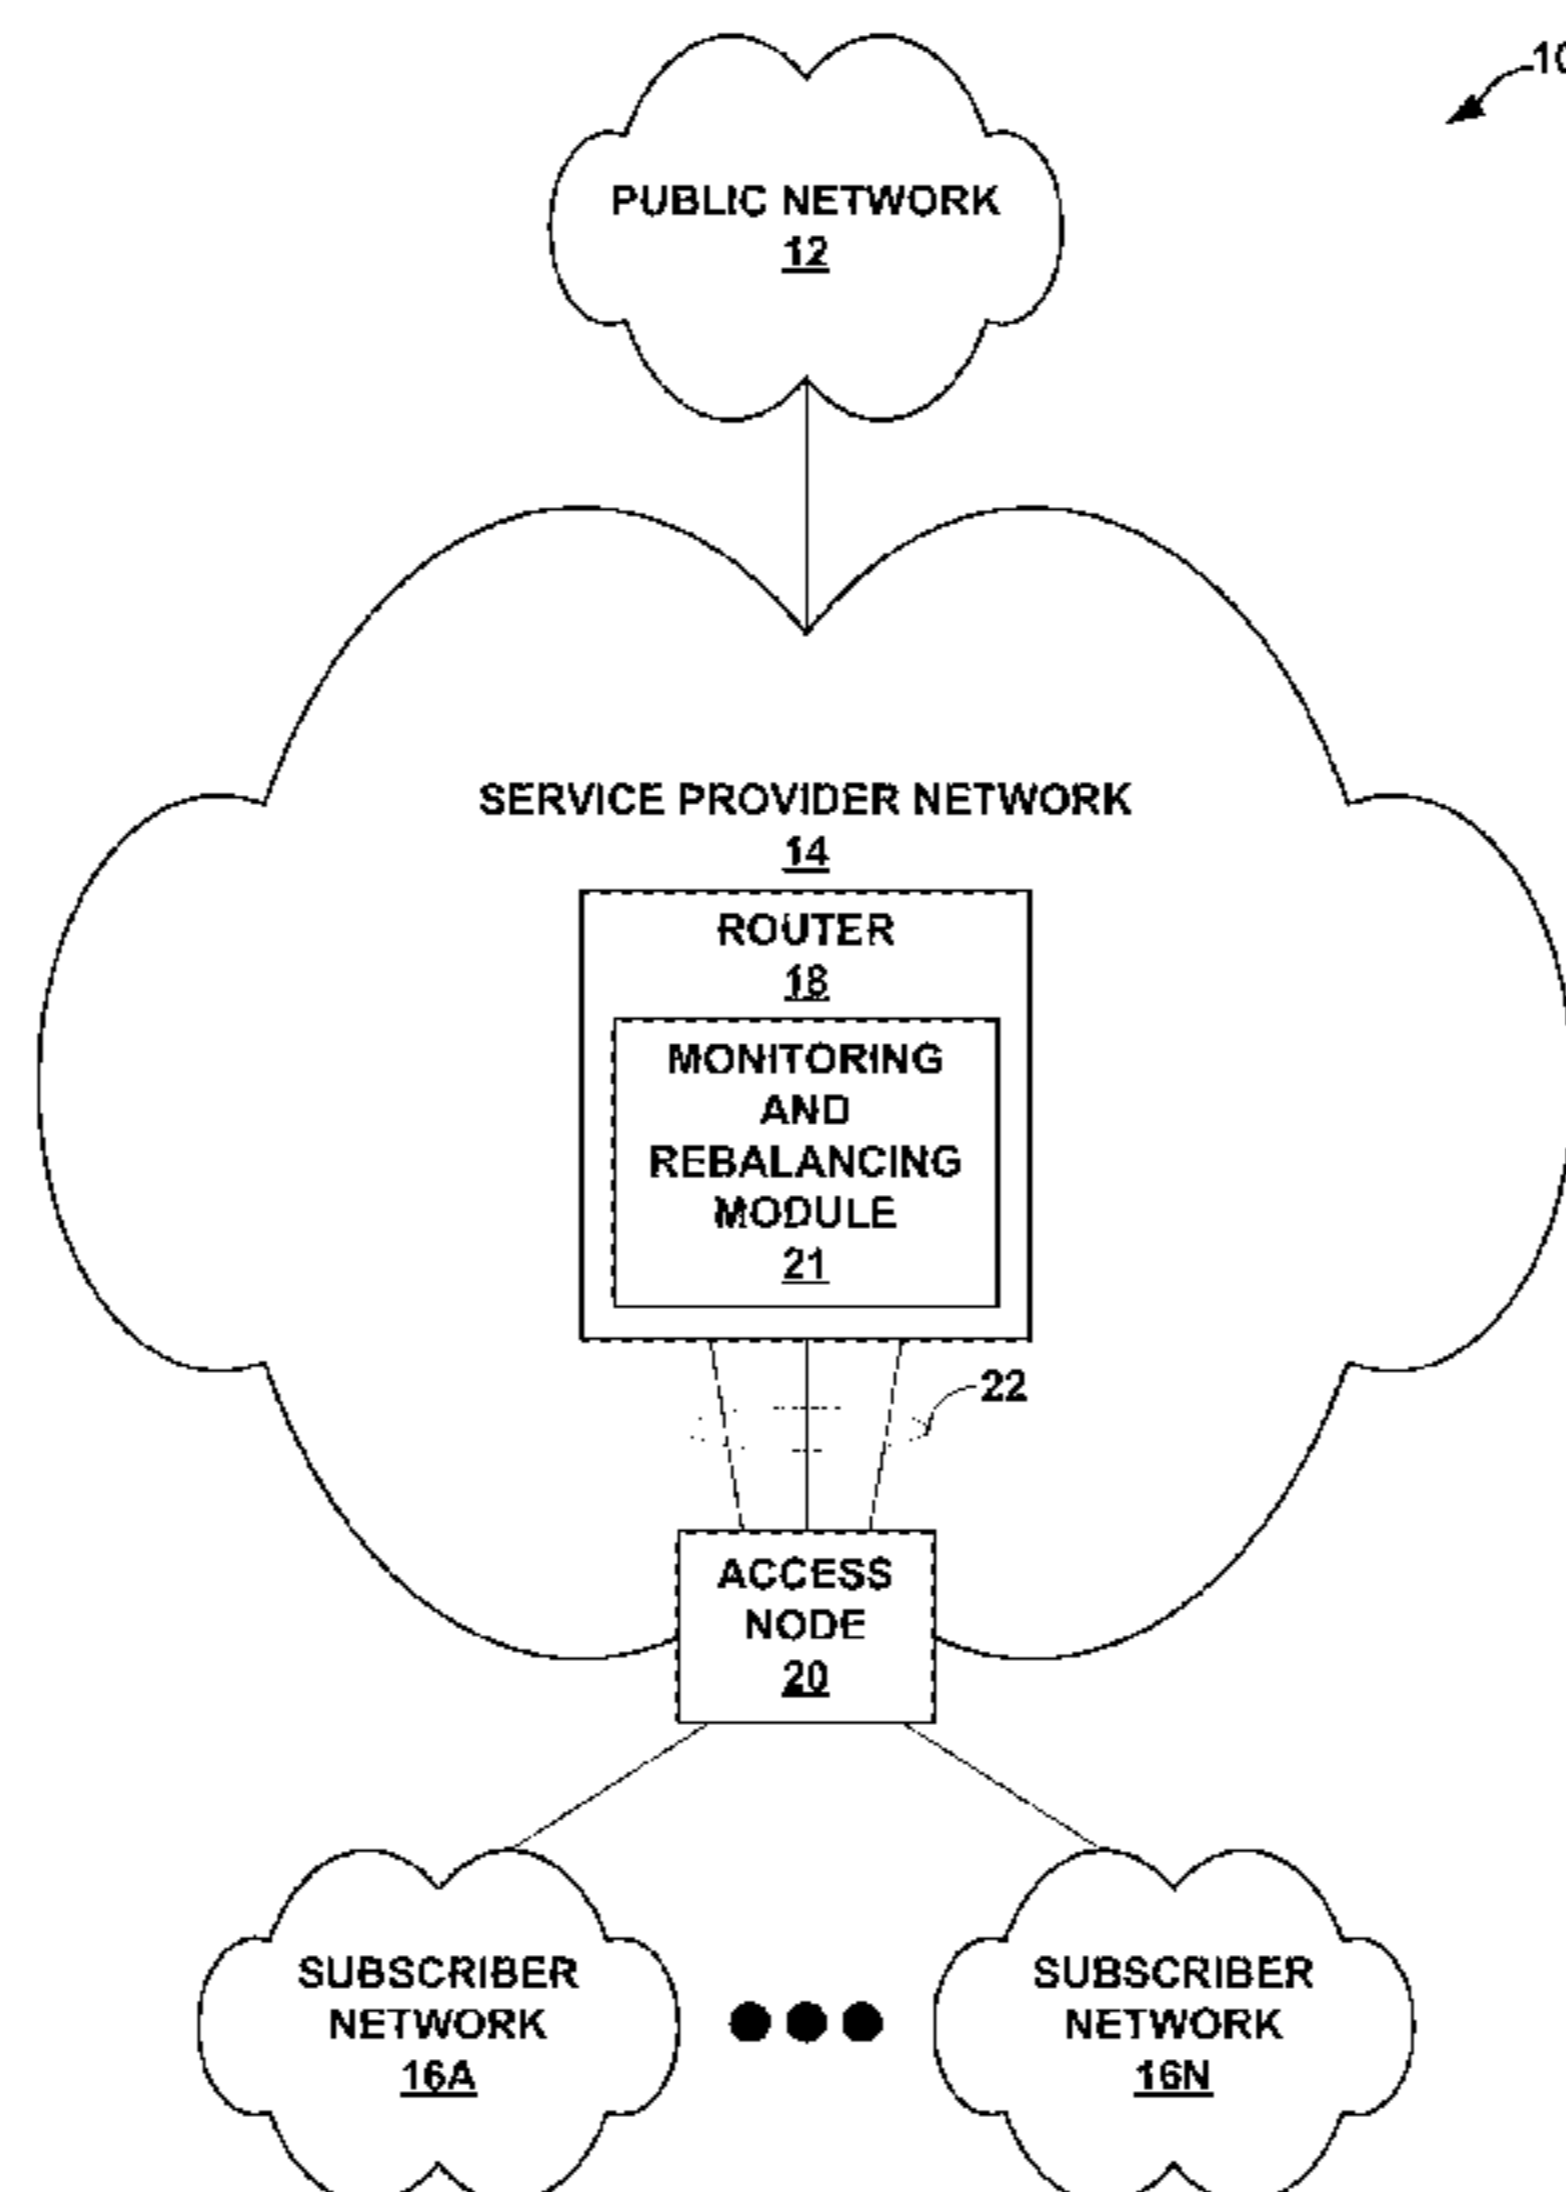 10
PUBLIC NETWORK
12
SERVICE PROVIDER NETWORK
14
ROUTER
18
MONITORING
AND
REBALANCING
MODULE
21
22
ACCESS
NODE
20
SUBSCRIBER
NETWORK
16A
SUBSCRIBER
NETWORK
16N